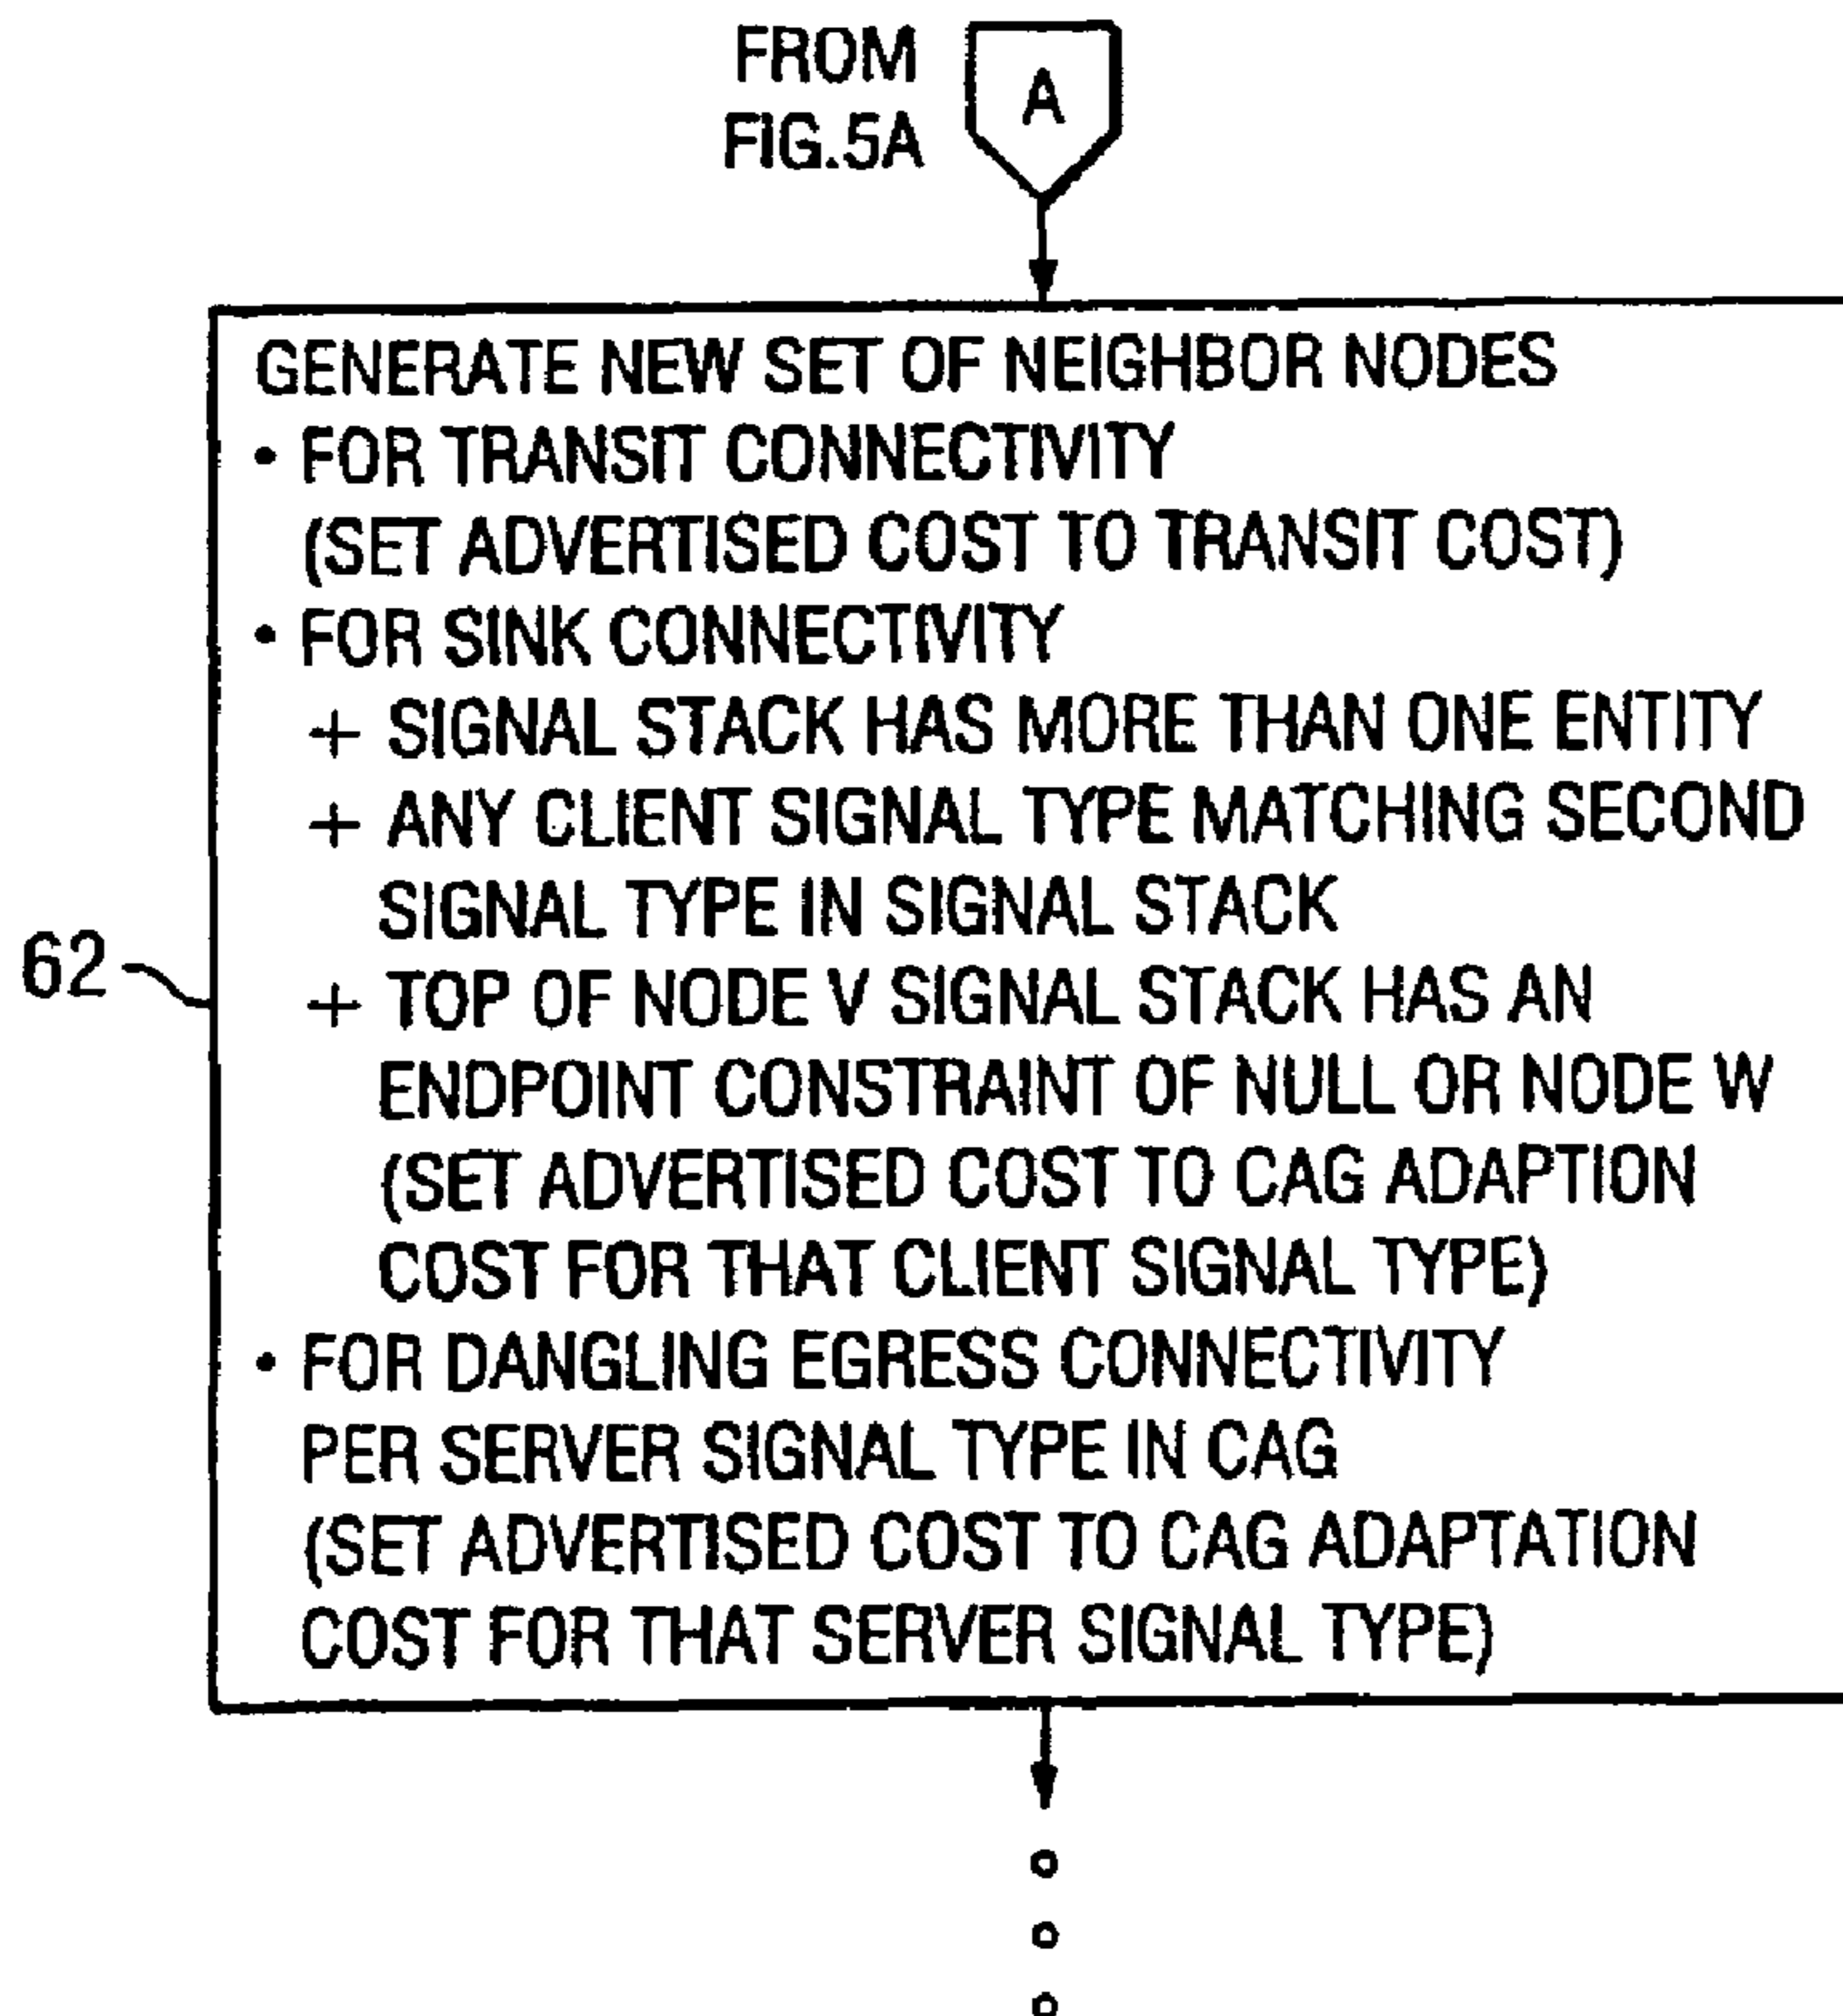 FROM
FIG.5A
A
GENERATE NEW SET OF NEIGHBOR NODES
• FOR TRANSIT CONNECTIVITY
(SET ADVERTISED COST TO TRANSIT COST)
• FOR SINK CONNECTIVITY
+ SIGNAL STACK HAS MORE THAN ONE ENTITY
+ ANY CLIENT SIGNAL TYPE MATCHING SECOND
SIGNAL TYPE IN SIGNAL STACK
+ TOP OF NODE V SIGNAL STACK HAS AN
ENDPOINT CONSTRAINT OF NULL OR NODE W
(SET ADVERTISED COST TO CAG ADAPTION
COST FOR THAT CLIENT SIGNAL TYPE)
• FOR DANGLING EGRESS CONNECTIVITY
PER SERVER SIGNAL TYPE IN CAG
(SET ADVERTISED COST TO CAG ADAPTATION
COST FOR THAT SERVER SIGNAL TYPE)
62